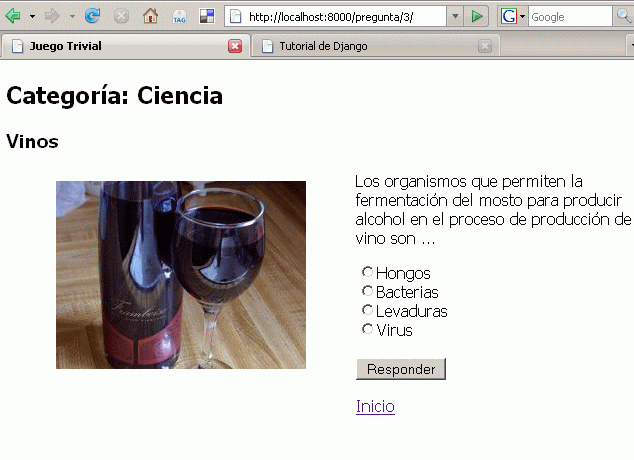 TAG
http://localhost:8000/pregunta/3/
G
Google
Juego Trivial
Tutorial de Django
Categoría: Ciencia
Vinos
Los organismos que permiten la
fermentación del mosto para producir
alcohol en el proceso de producción de
vino son ...
Hongos
Bacterias
Levaduras
Virus
Framboise
Responder
Inicio